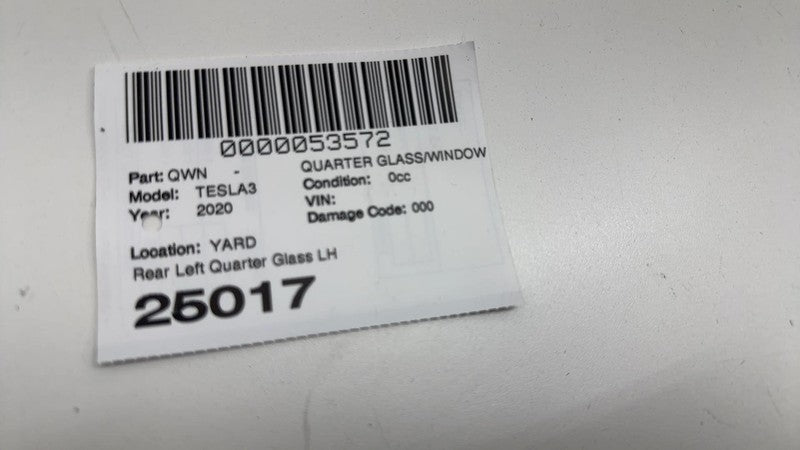 0000053572
Part: QWN - QUARTER GLASS/WINDOW
Model: TESLA3 Condition: 0cc
Year: 2020 VIN:
Damage Code: 000
Location: YARD
Rear Left Quarter Glass LH
25017